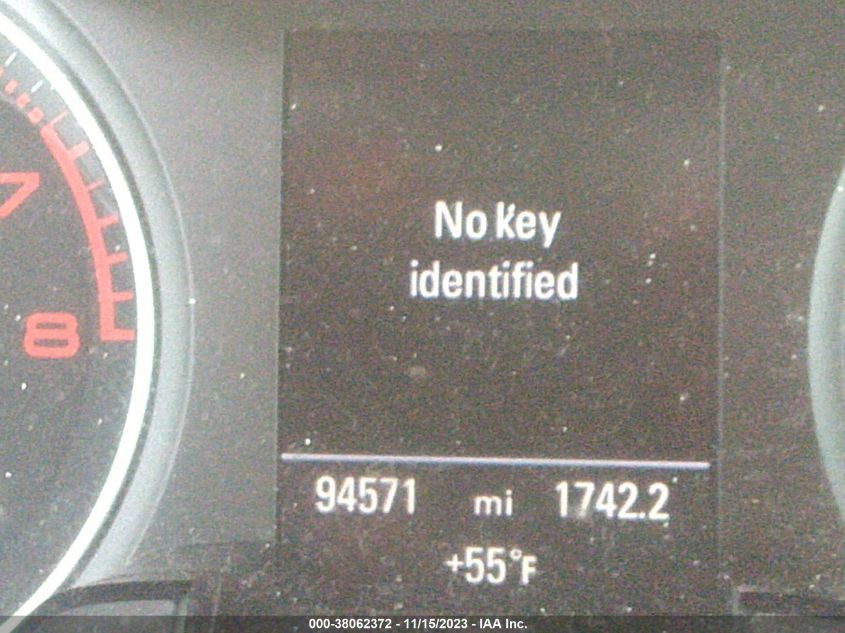 7
8
No key
identified
94571 mi 1742.2
+55°F
000-38062372 - 11/15/2023 - IAA Inc.